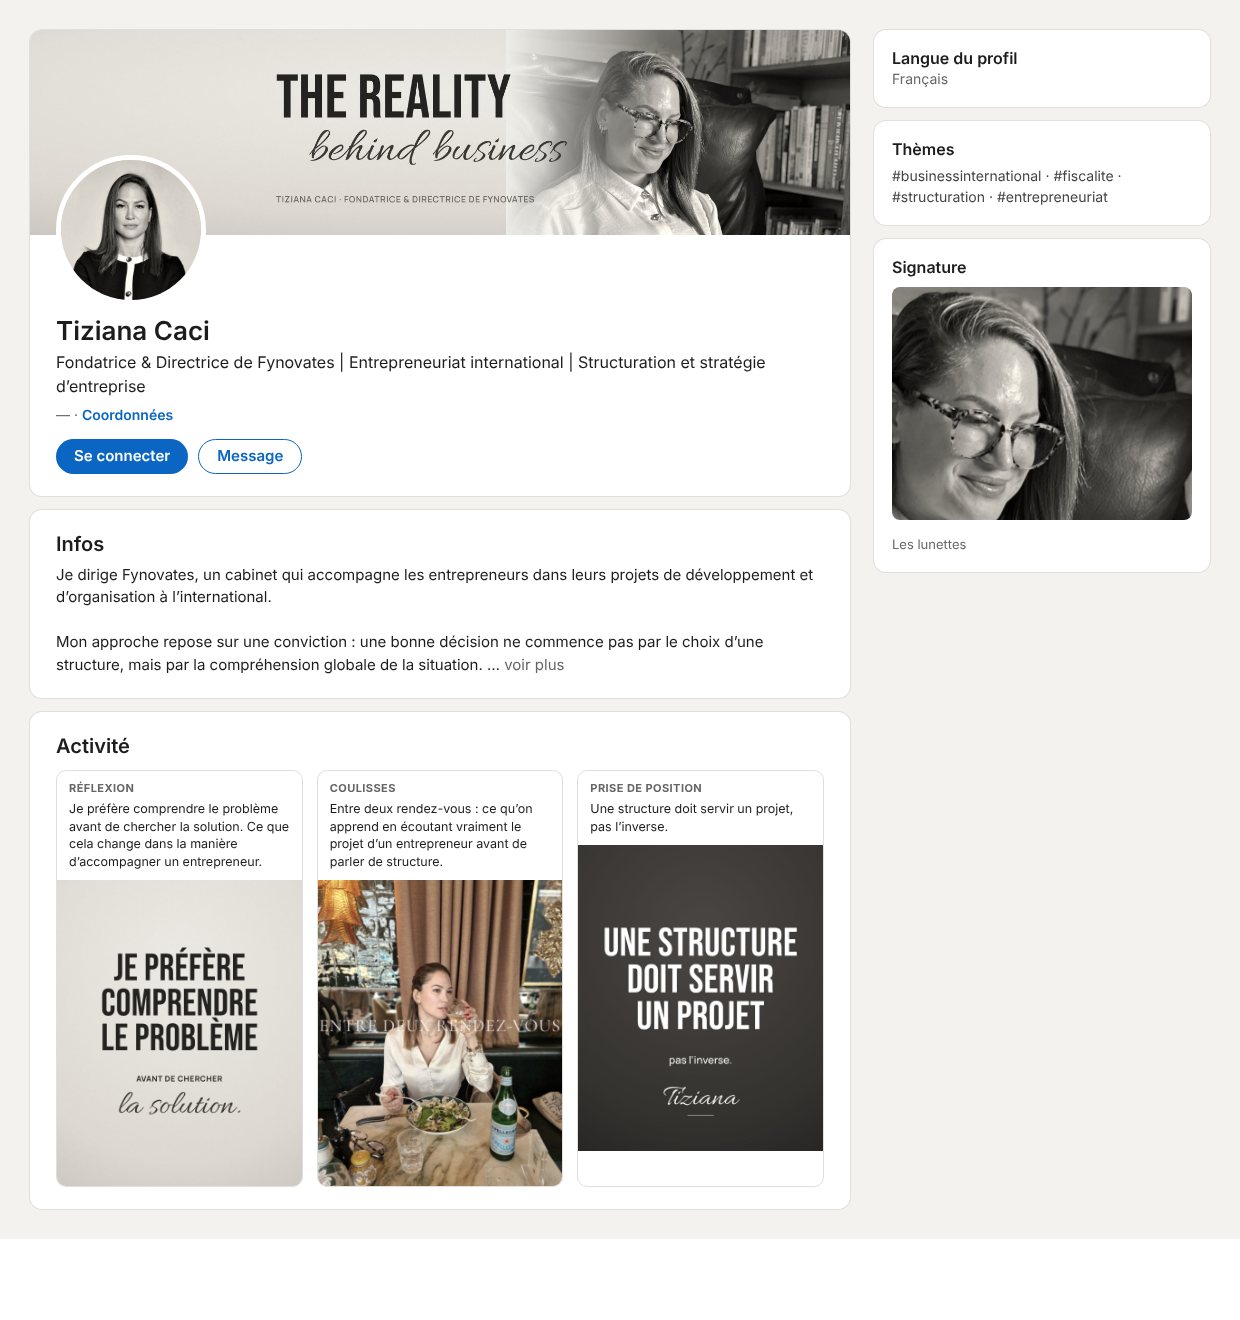 THE REALITY
behind business
TIZIANA CACI · FONDATRICE & DIRECTRICE DE FYNOVATES
Tiziana Caci
Fondatrice & Directrice de Fynovates | Entrepreneuriat international | Structuration et stratégie
d’entreprise
— · Coordonnées
Se connecter
Message
Infos
Je dirige Fynovates, un cabinet qui accompagne les entrepreneurs dans leurs projets de développement et
d’organisation à l’international.
Mon approche repose sur une conviction : une bonne décision ne commence pas par le choix d’une
structure, mais par la compréhension globale de la situation. ... voir plus
Activité
RÉFLEXION
Je préfère comprendre le problème
avant de chercher la solution. Ce que
cela change dans la manière
d’accompagner un entrepreneur.
JE PRÉFÈRE
COMPRENDRE
LE PROBLÈME
AVANT DE CHERCHER
la solution.
COULISSES
Entre deux rendez-vous : ce qu’on
apprend en écoutant vraiment le
projet d’un entrepreneur avant de
parler de structure.
ENTRE DEUX RENDEZ-VOUS
PRISE DE POSITION
Une structure doit servir un projet,
pas l’inverse.
UNE STRUCTURE
DOIT SERVIR
UN PROJET
pas l’inverse.
Tiziana
Langue du profil
Français
Thèmes
#businessinternational · #fiscalite ·
#structuration · #entrepreneuriat
Signature
Les lunettes